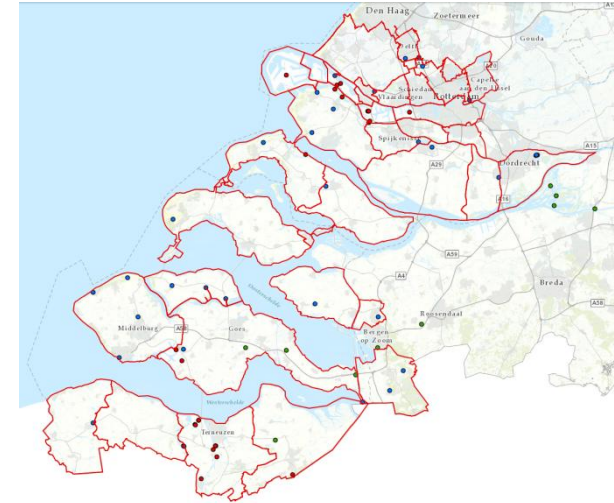 Den Haag
Zoetermeer
A12
Gouda
Delft
A20
Schiedam
Capelle
aan den IJssel
Vlaardingen
Rotterdam
Spijkenisse
A15
A29
Dordrecht
A16
A59
A4
Breda
Oosterschelde
A58
Roosendaal
Middelburg
A58
Goes
Bergen
op Zoom
Westerschelde
Terneuzen